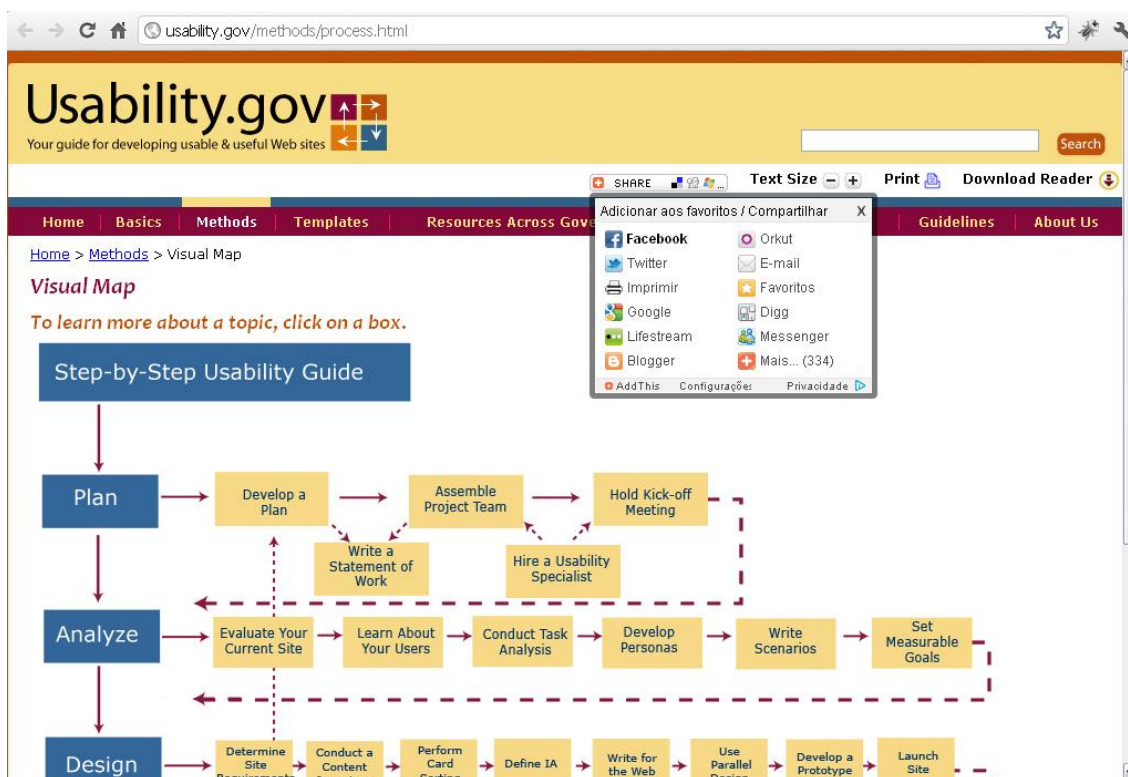 usability.gov/methods/process.html
Usability.gov
Your guide for developing usable & useful Web sites
Search
SHARE ...
Text Size
Print
Download Reader
Home
Basics
Methods
Templates
Resources Across Gove
Guidelines
About Us
Adicionar aos favoritos / Compartilhar X
Facebook
Orkut
Twitter
E-mail
Imprimir
Favoritos
Google
Digg
Lifestream
Messenger
Blogger
Mais... (334)
AddThis
Configurações
Privacidade
Home > Methods > Visual Map
Visual Map
To learn more about a topic, click on a box.
Step-by-Step Usability Guide
Plan
Develop a
Plan
Assemble
Project Team
Hold Kick-off
Meeting
Write a
Statement of
Work
Hire a Usability
Specialist
Analyze
Evaluate Your
Current Site
Learn About
Your Users
Conduct Task
Analysis
Develop
Personas
Write
Scenarios
Set
Measurable
Goals
Design
Determine
Site
Conduct a
Content
Perform
Card
Define IA
Write for
the Web
Use
Parallel
Develop a
Prototype
Launch
Site